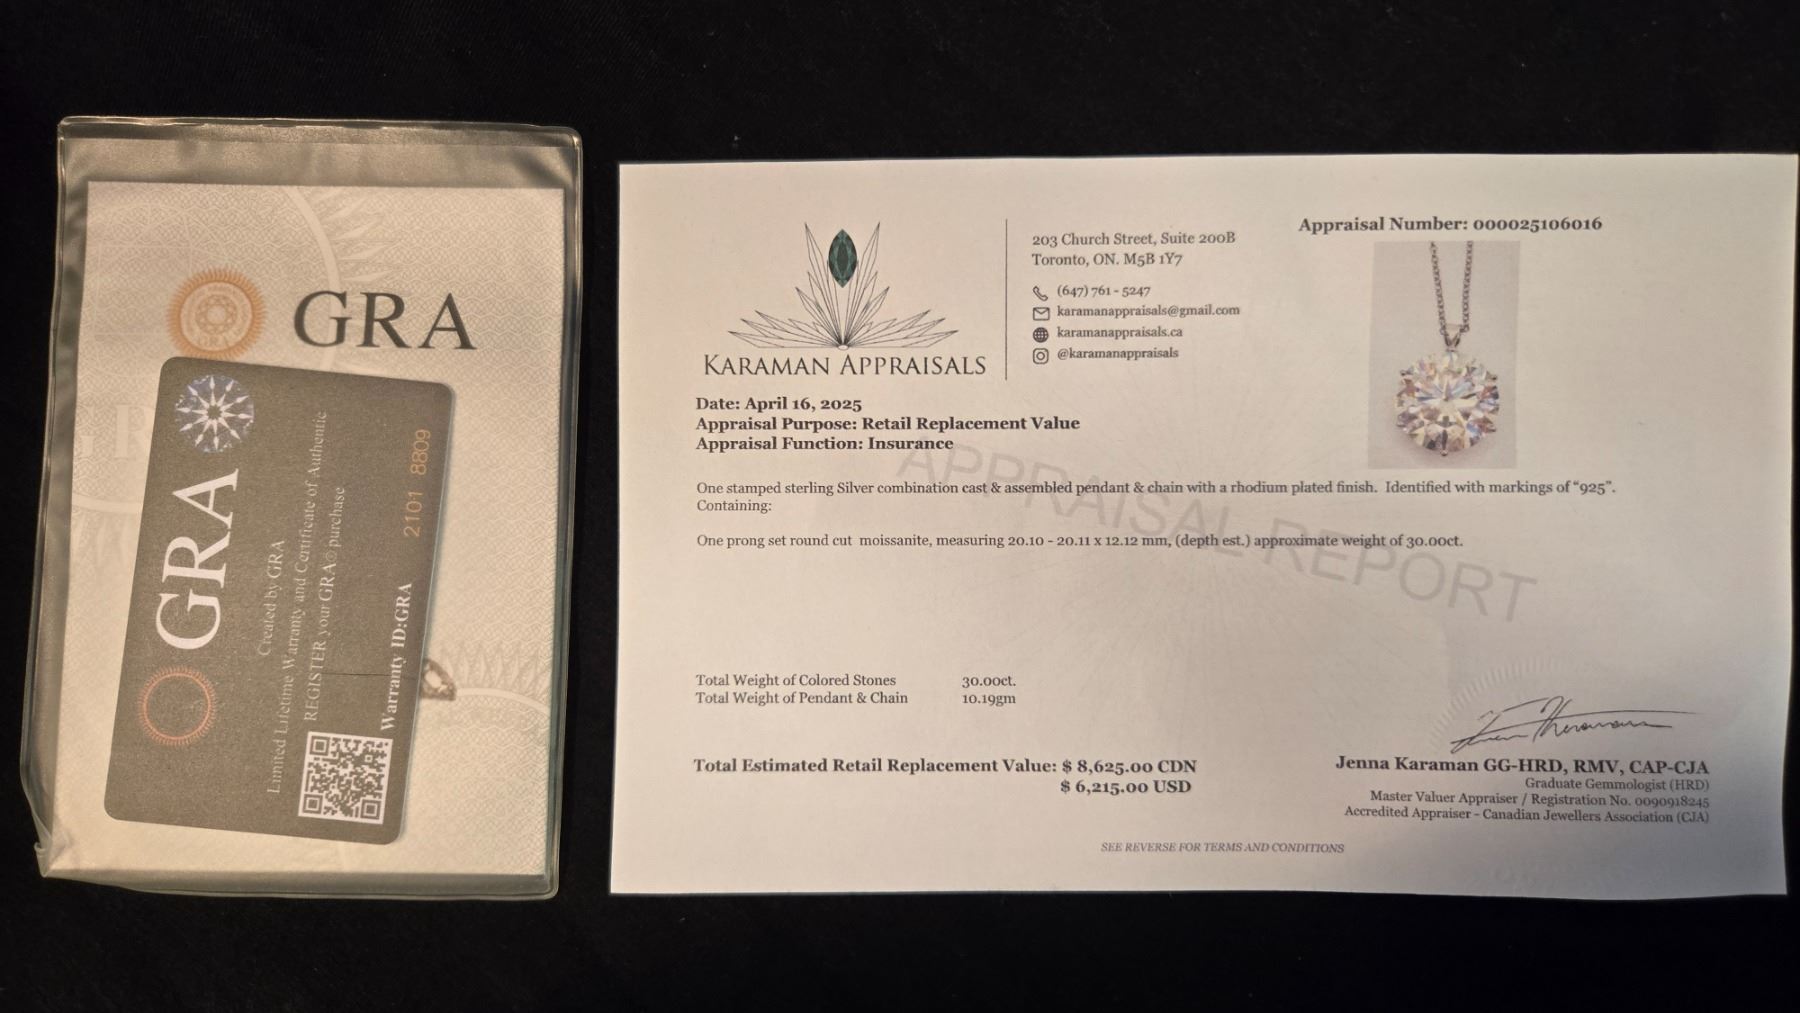 GRA
GRA
Created by GRA
Limited Lifetime Warranty and Certificate of Authentic
REGISTER your GRA® purchase
Warranty ID:GRA 2101 8809
KARAMAN APPRAISALS
203 Church Street, Suite 200B
Toronto, ON. M5B 1Y7
(647) 761 - 5247
karamanappraisals@gmail.com
karamanappraisals.ca
@karamanappraisals
Appraisal Number: 000025106016
Date: April 16, 2025
Appraisal Purpose: Retail Replacement Value
Appraisal Function: Insurance
APPRAISAL REPORT
One stamped sterling Silver combination cast & assembled pendant & chain with a rhodium plated finish. Identified with markings of “925”.
Containing:
One prong set round cut moissanite, measuring 20.10 - 20.11 x 12.12 mm, (depth est.) approximate weight of 30.00ct.
Total Weight of Colored Stones 30.00ct.
Total Weight of Pendant & Chain 10.19gm
Total Estimated Retail Replacement Value: $ 8,625.00 CDN
$ 6,215.00 USD
Jenna Karaman GG-HRD, RMV, CAP-CJA
Graduate Gemmologist (HRD)
Master Valuer Appraiser / Registration No. 0090918245
Accredited Appraiser - Canadian Jewellers Association (CJA)
SEE REVERSE FOR TERMS AND CONDITIONS